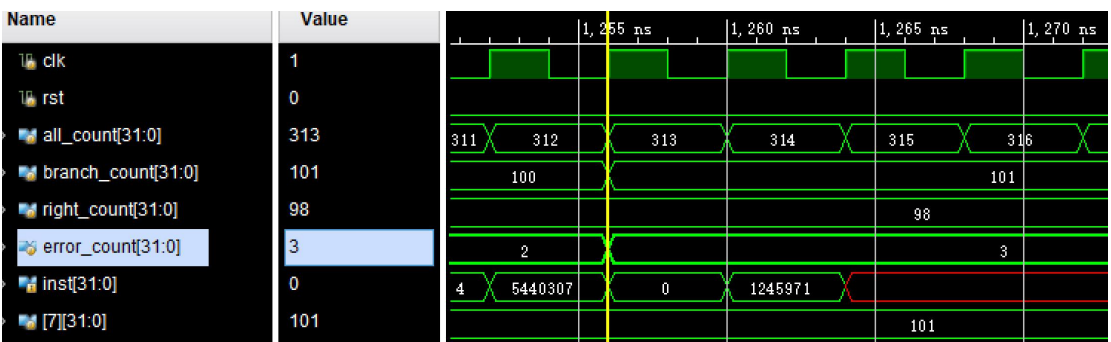 Name Value 1,255 ns 1,260 ns 1,265 ns 1,270 ns
clk 1
rst 0
all_count[31:0] 313 311 312 313 314 315 316
branch_count[31:0] 101 100 101
right_count[31:0] 98 98
error_count[31:0] 3 2 3
inst[31:0] 0 4 5440307 0 1245971
[7][31:0] 101 101